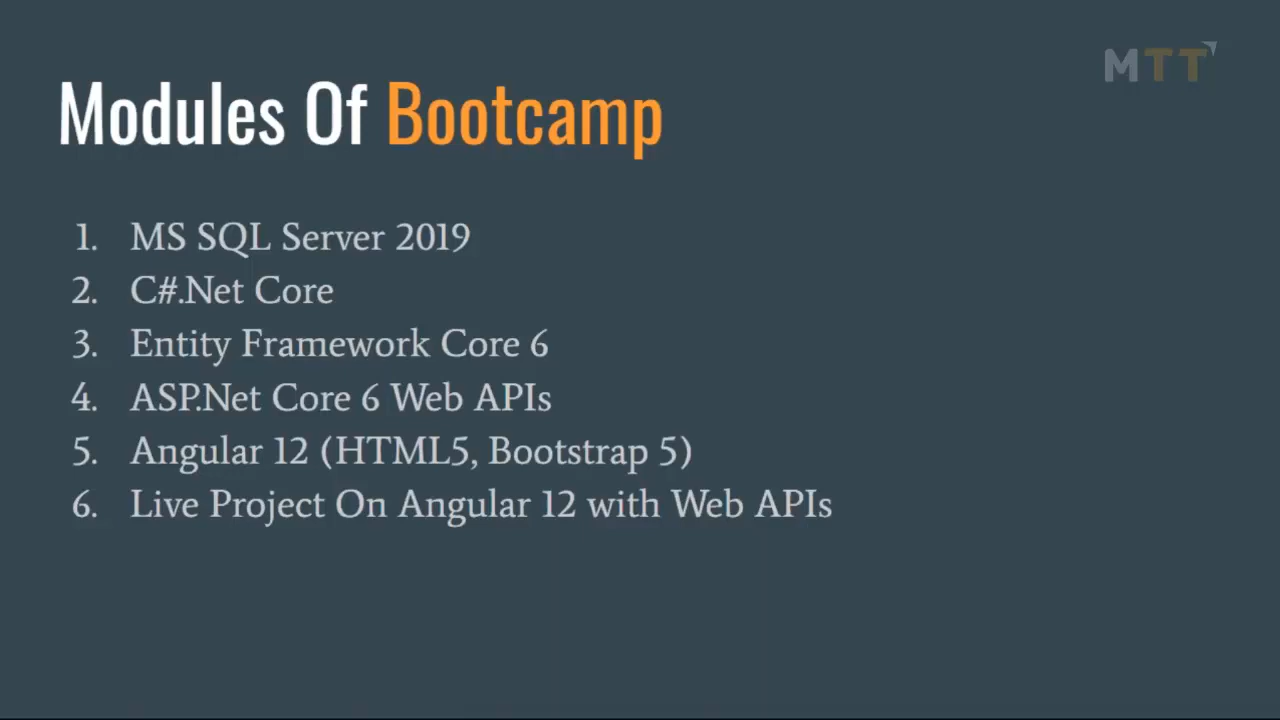 MTT
Modules Of Bootcamp
1. MS SQL Server 2019
2. C#.Net Core
3. Entity Framework Core 6
4. ASP.Net Core 6 Web APIs
5. Angular 12 (HTML5, Bootstrap 5)
6. Live Project On Angular 12 with Web APIs